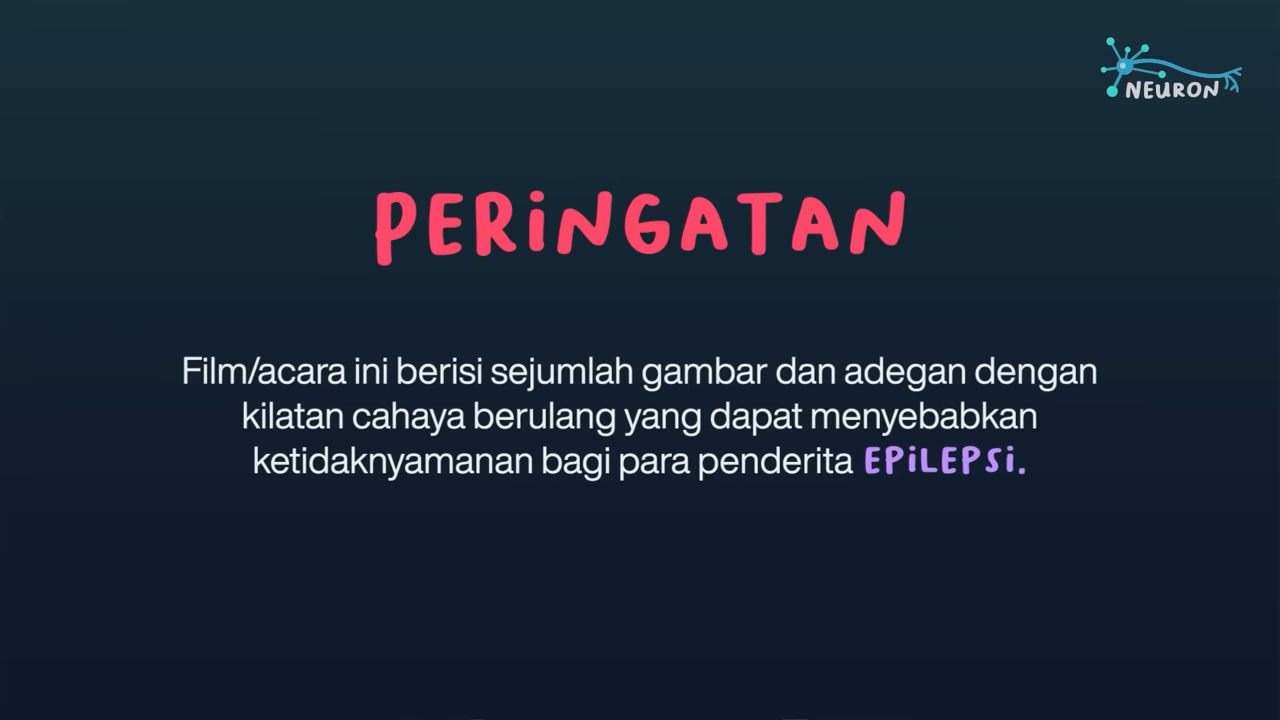 NEURON
PERINGATAN
Film/acara ini berisi sejumlah gambar dan adegan dengan
kilatan cahaya berulang yang dapat menyebabkan
ketidaknyamanan bagi para penderita EPILEPSI.